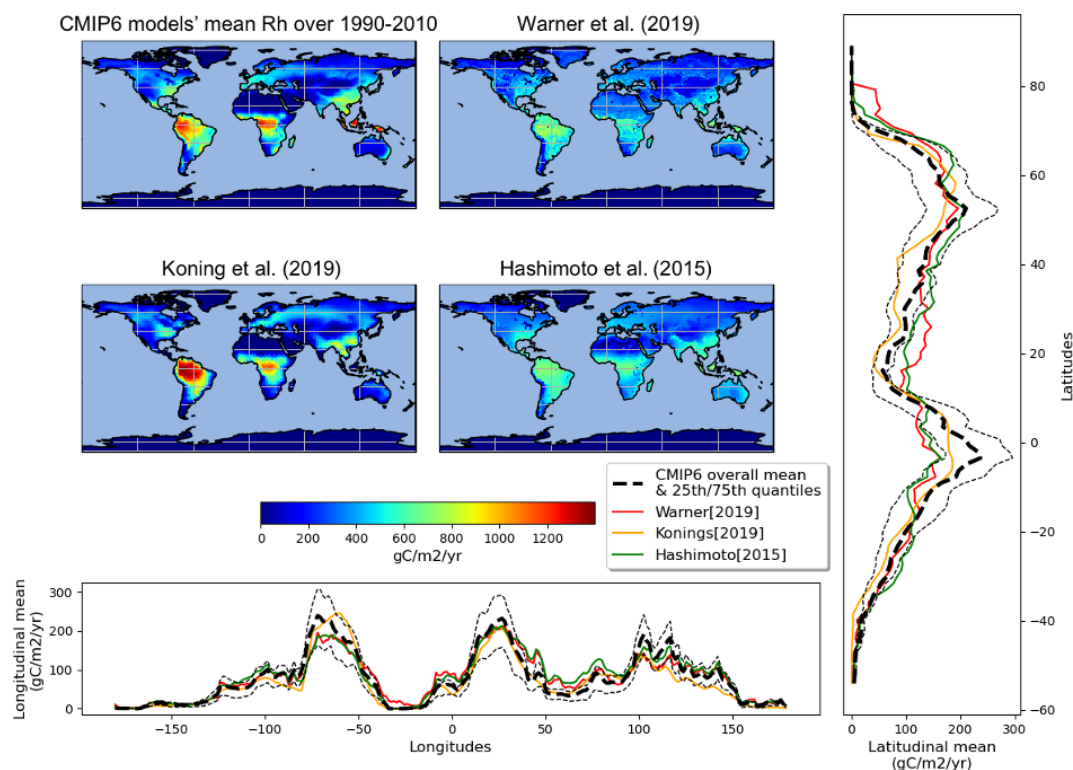 CMIP6 models' mean Rh over 1990-2010
Warner et al. (2019)
Koning et al. (2019)
Hashimoto et al. (2015)
CMIP6 overall mean
& 25th/75th quantiles
Warner[2019]
Konings[2019]
Hashimoto[2015]
0 200 400 600 800 1000 1200
gC/m2/yr
Longitudinal mean
(gC/m2/yr)
300
200
100
0
−150 −100 −50 0 50 100 150
Longitudes
80
60
40
20
0
−20
−40
−60
Latitudes
0 100 200 300
Latitudinal mean
(gC/m2/yr)